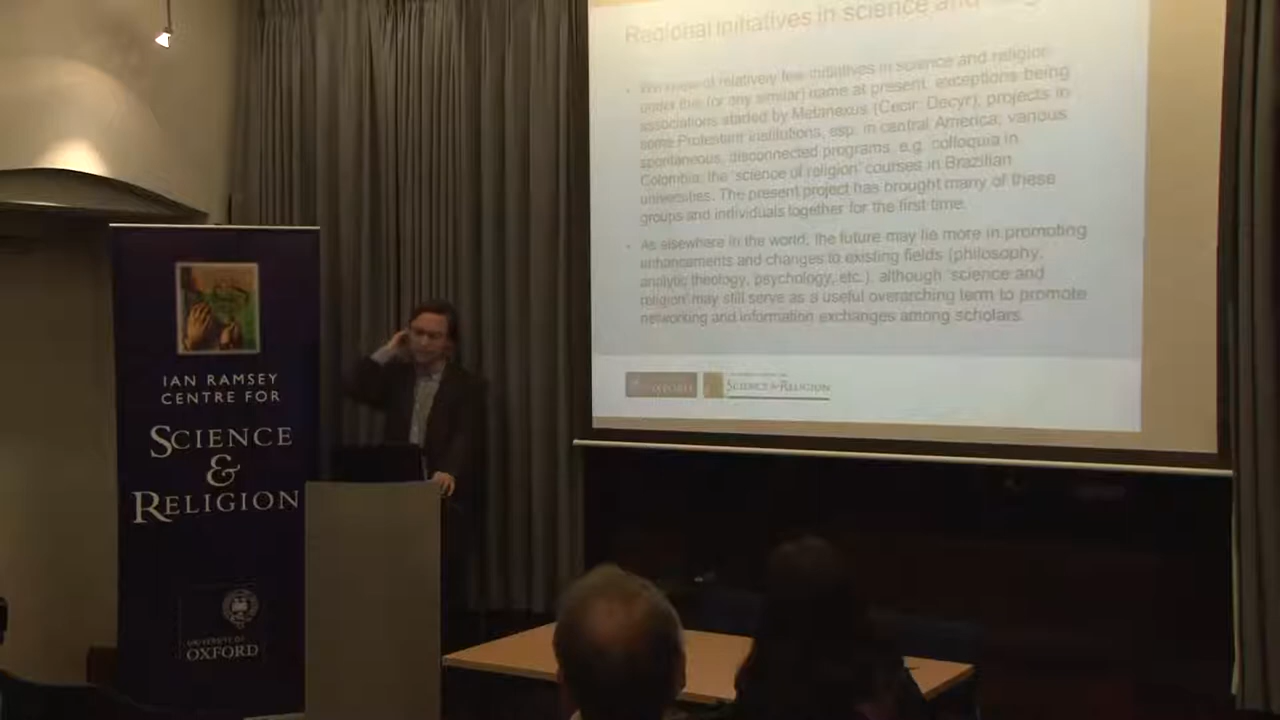 Regional initiatives in science and
relatively few initiatives in science and religion
under this (or any similar) name at present, exceptions being
associations started by Metanexus (Cecir, Decyr), projects in
some Protestant institutions, esp. in central America; various
spontaneous, disconnected programs, e.g. colloquia in
Colombia; the 'science of religion' courses in Brazilian
universities. The present project has brought many of these
groups and individuals together for the first time.
As elsewhere in the world, the future may lie more in promoting
enhancements and changes to existing fields (philosophy,
analytic theology, psychology, etc.), although 'science and
religion' may still serve as a useful overarching term to promote
networking and information exchanges among scholars.
OXFORD
SCIENCE & RELIGION
IAN RAMSEY
CENTRE FOR
SCIENCE
&
RELIGION
UNIVERSITY OF
OXFORD